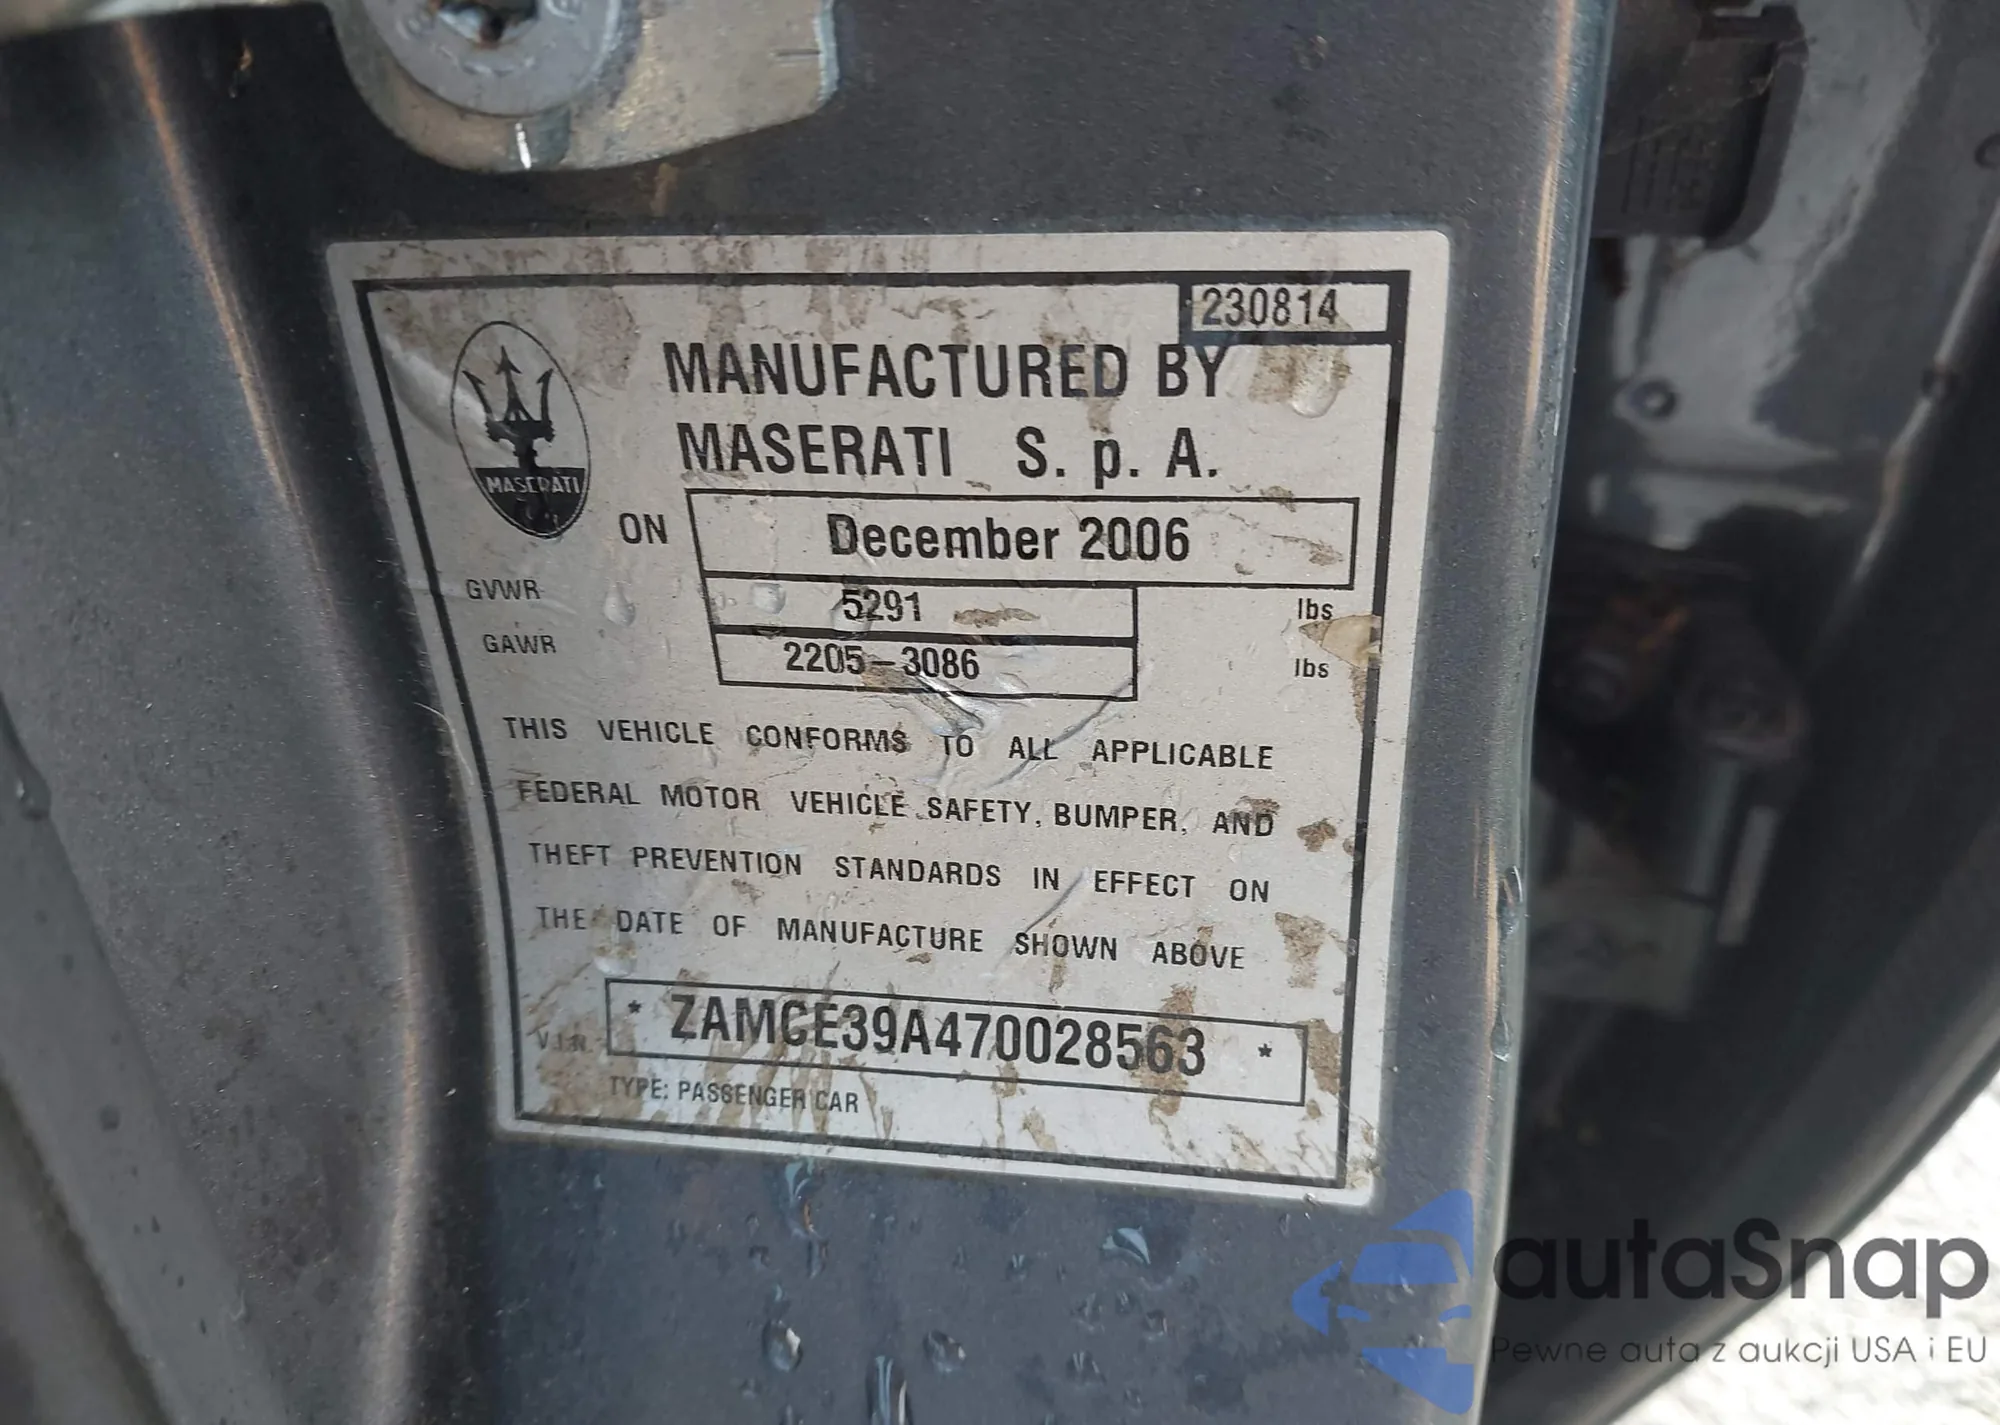 230814
MANUFACTURED BY
MASERATI S. p. A.
MASERATI
ON December 2006
GVWR 5291 lbs
GAWR 2205-3086 lbs
THIS VEHICLE CONFORMS TO ALL APPLICABLE
FEDERAL MOTOR VEHICLE SAFETY, BUMPER, AND
THEFT PREVENTION STANDARDS IN EFFECT ON
THE DATE OF MANUFACTURE SHOWN ABOVE
V.I.N. * ZAMCE39A470028563 *
TYPE: PASSENGER CAR
autaSnap
Pewne auta z aukcji USA i EU